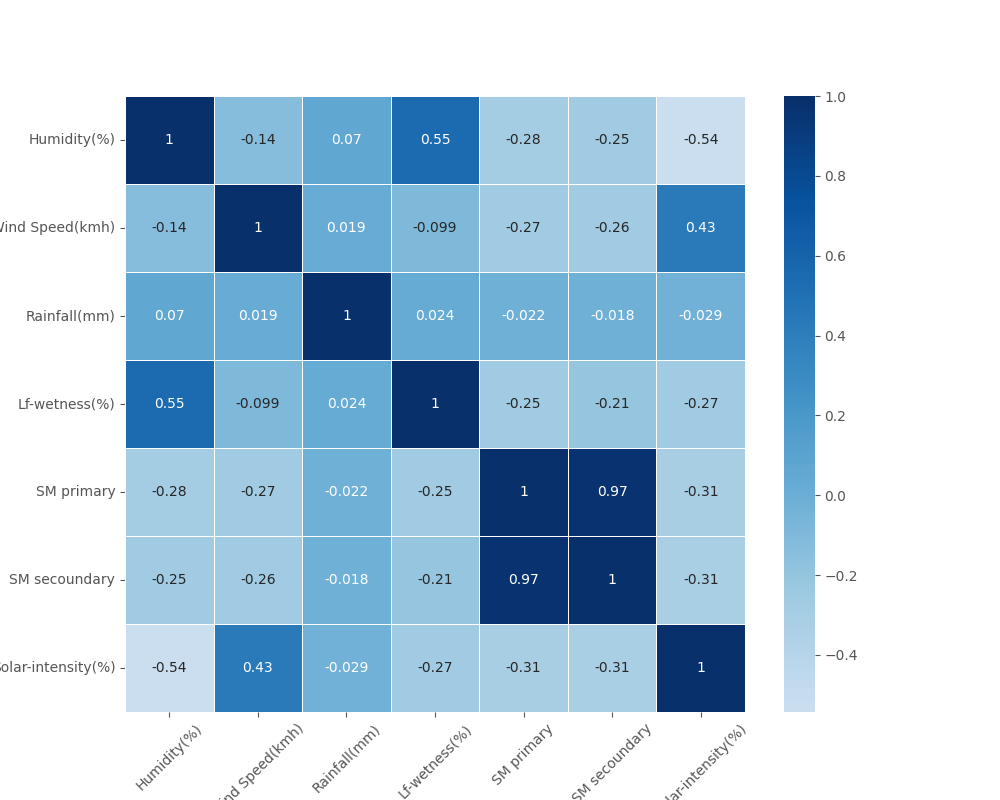 Humidity(%) 1 -0.14 0.07 0.55 -0.28 -0.25 -0.54
Wind Speed(kmh) -0.14 1 0.019 -0.099 -0.27 -0.26 0.43
Rainfall(mm) 0.07 0.019 1 0.024 -0.022 -0.018 -0.029
Lf-wetness(%) 0.55 -0.099 0.024 1 -0.25 -0.21 -0.27
SM primary -0.28 -0.27 -0.022 -0.25 1 0.97 -0.31
SM secoundary -0.25 -0.26 -0.018 -0.21 0.97 1 -0.31
Solar-intensity(%) -0.54 0.43 -0.029 -0.27 -0.31 -0.31 1
Humidity(%)
nd Speed(kmh)
Rainfall(mm)
Lf-wetness(%)
SM primary
SM secoundary
lar-intensity(%)
1.0
0.8
0.6
0.4
0.2
0.0
−0.2
−0.4